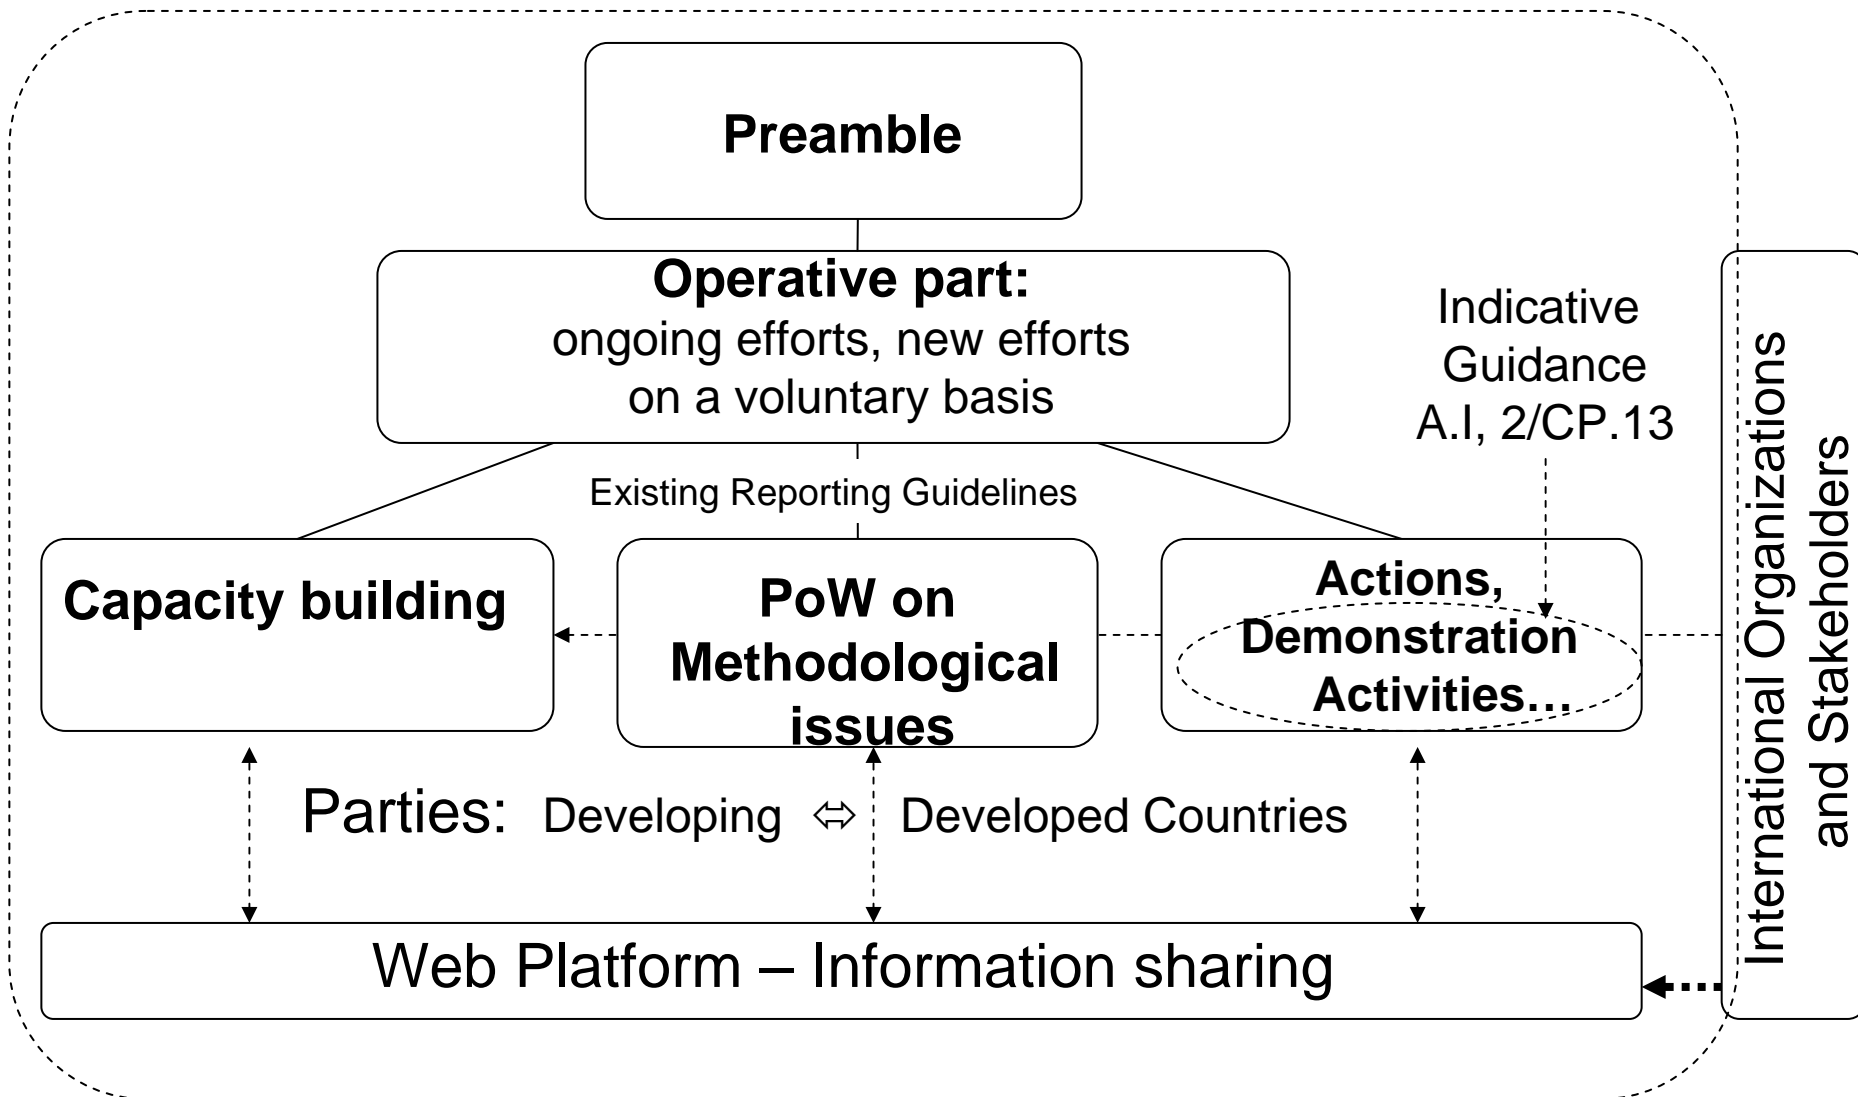 Preamble
Operative part:
ongoing efforts, new efforts
on a voluntary basis
Indicative
Guidance
A.I, 2/CP.13
Existing Reporting Guidelines
Capacity building
PoW on
Methodological
issues
Actions,
Demonstration
Activities…
International Organizations
and Stakeholders
Parties: Developing ⬄ Developed Countries
Web Platform – Information sharing